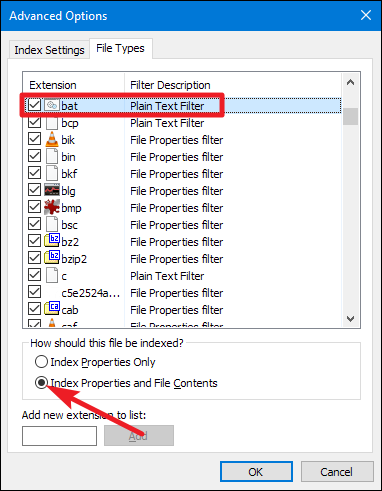 Advanced Options
Index Settings File Types
Extension Filter Description
bat Plain Text Filter
bcp Plain Text Filter
bik File Properties filter
bin File Properties filter
bkf File Properties filter
blg File Properties filter
bmp File Properties filter
bsc File Properties filter
bz2 File Properties filter
bzip2 File Properties filter
c Plain Text Filter
c5e2524a... File Properties filter
cab File Properties filter
caf File Properties filter
How should this file be indexed?
Index Properties Only
Index Properties and File Contents
Add new extension to list:
Add
OK Cancel